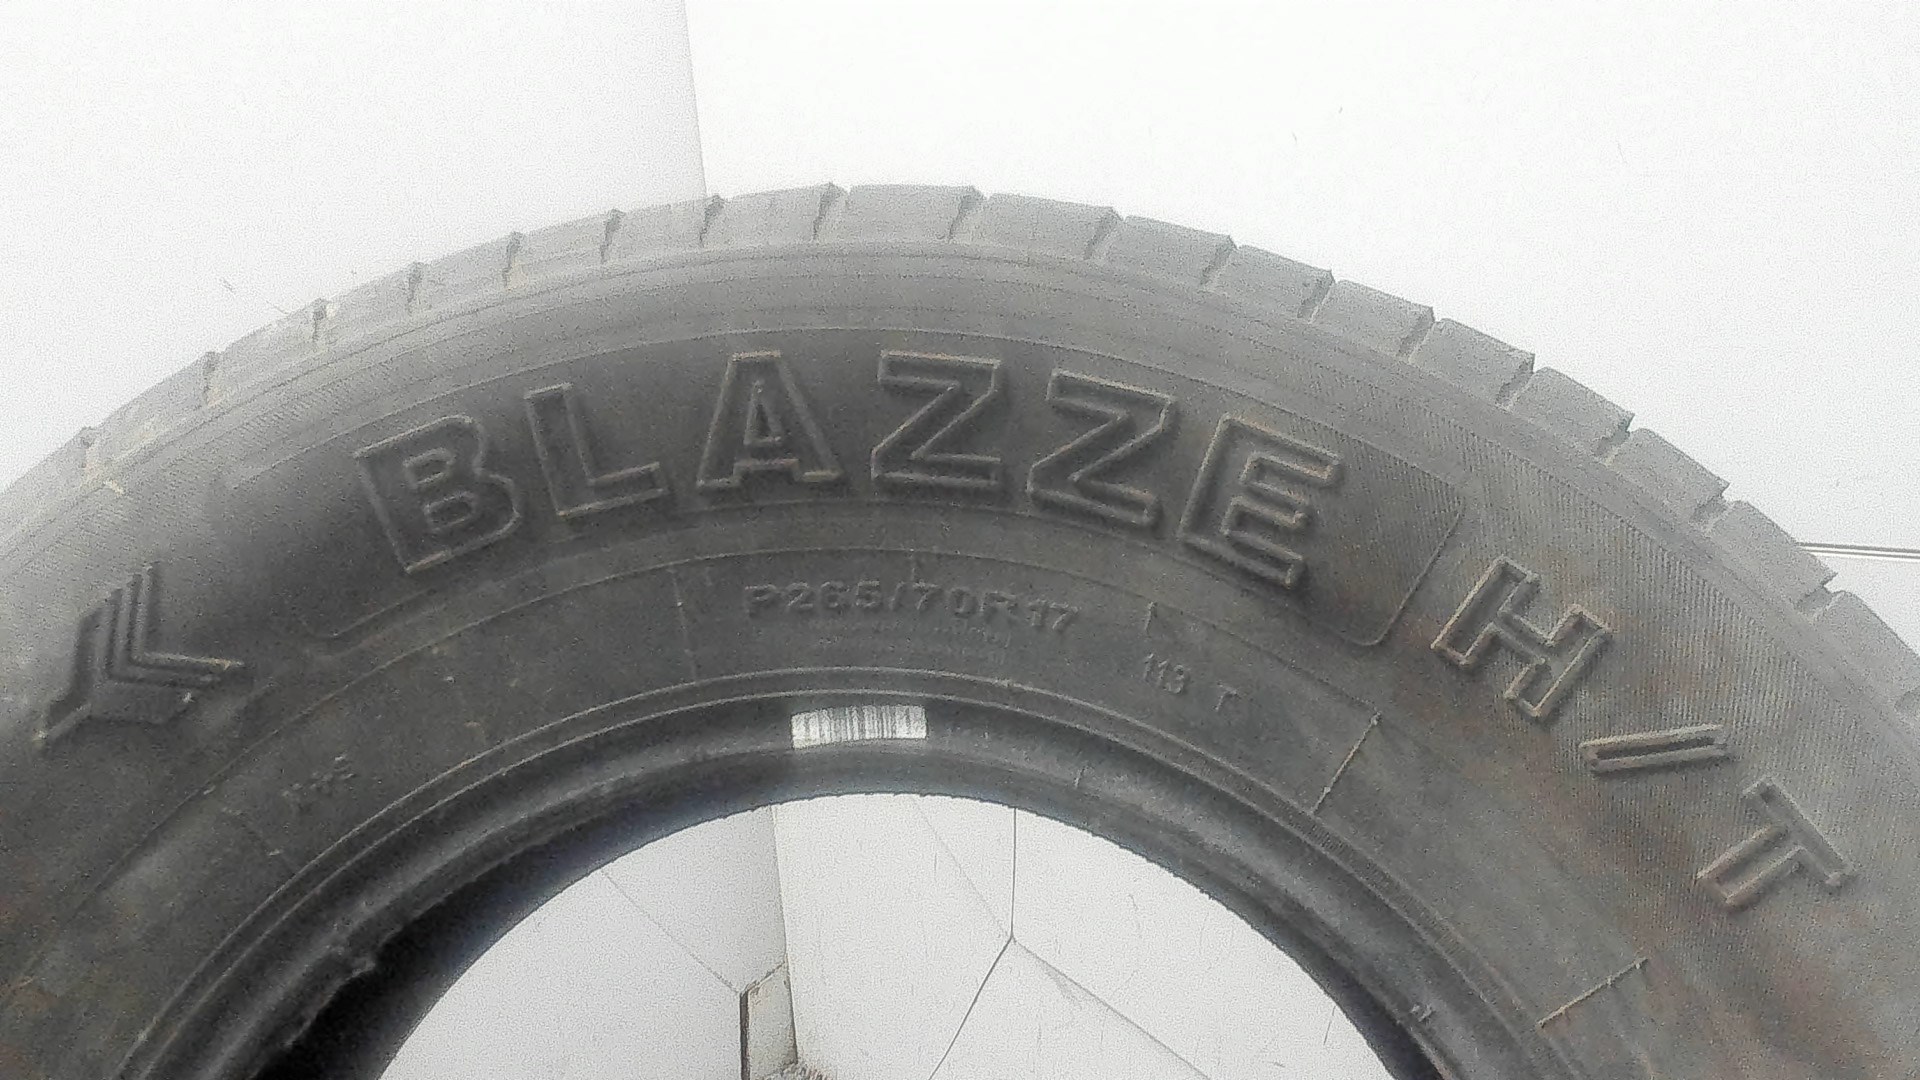 BLAZZE H/T
P265/70R17
113 T